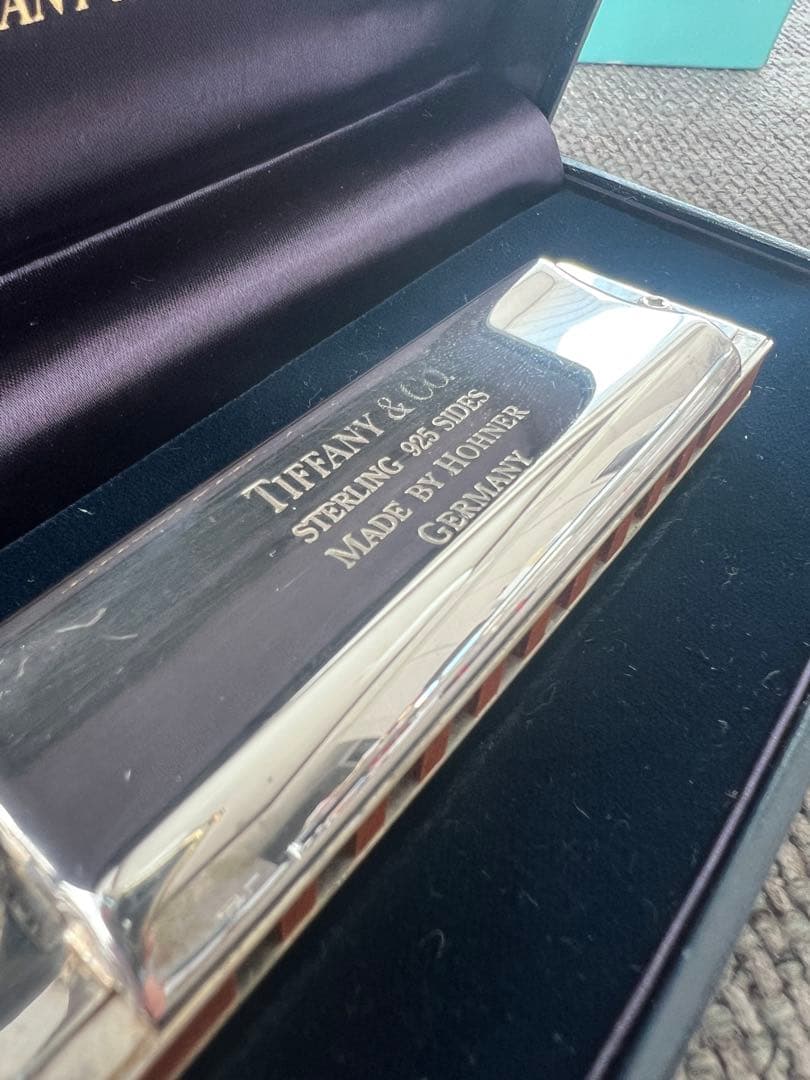 TIFFANY & CO.
STERLING 925 SIDES
MADE BY HOHNER
GERMANY